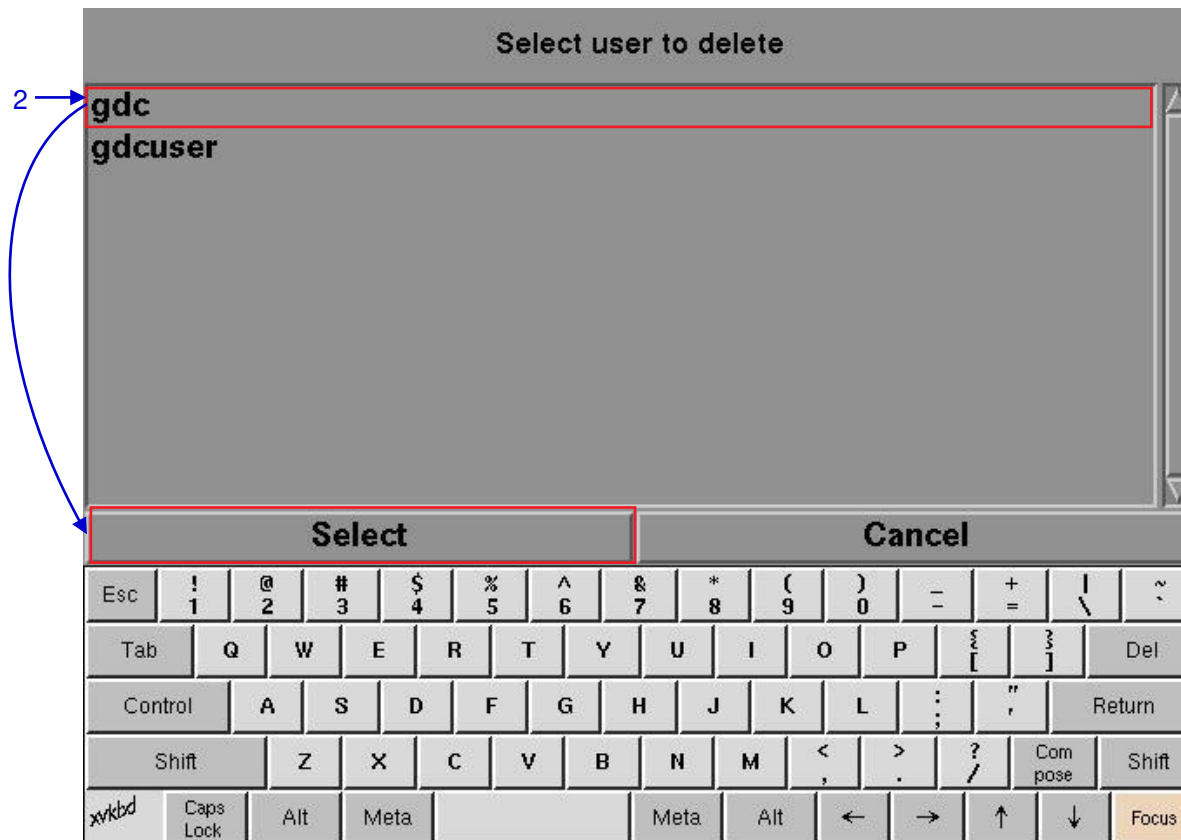 Select user to delete
2
gdc
gdcuser
Select Cancel
Esc ! 1 @ 2 # 3 $ 4 % 5 ^ 6 & 7 * 8 ( 9 ) 0 _ - + = | \ ~ `
Tab Q W E R T Y U I O P { [ } ] Del
Control A S D F G H J K L : ; " ' Return
Shift Z X C V B N M < , > . ? / Com pose Shift
xvkbd Caps Lock Alt Meta Meta Alt ← → ↑ ↓ Focus